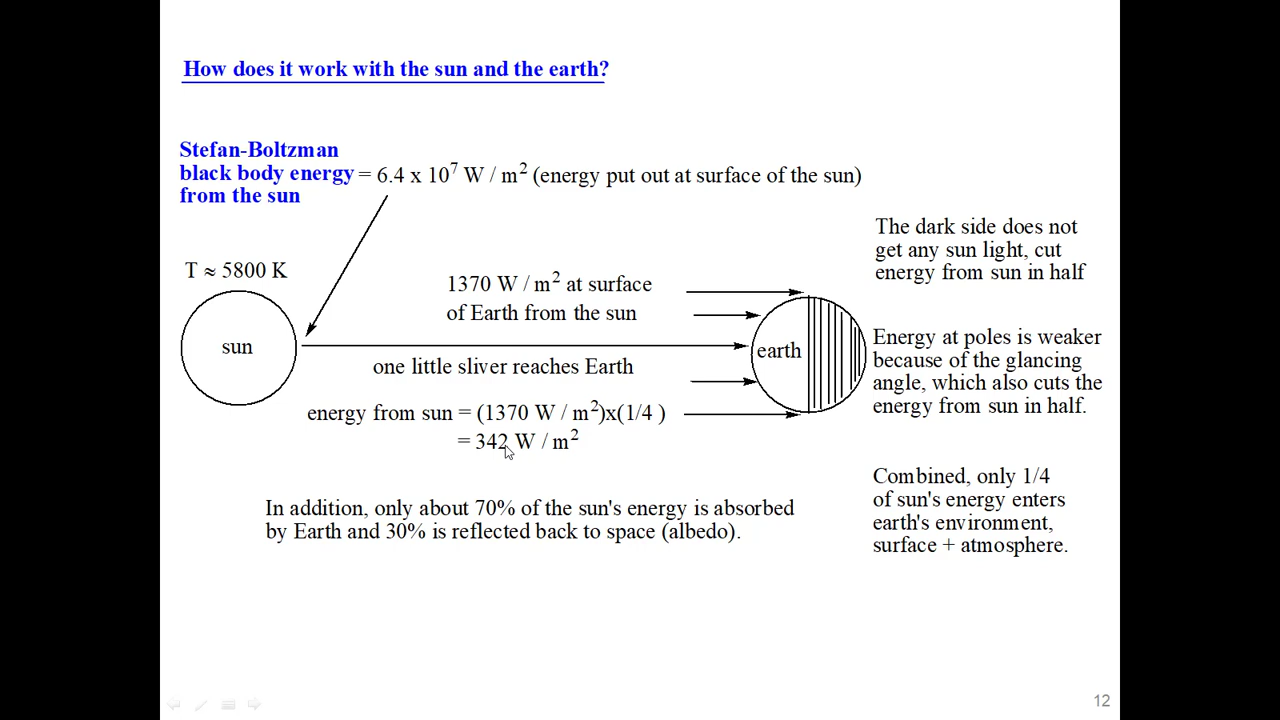 How does it work with the sun and the earth?
Stefan-Boltzman
black body energy = 6.4 x 10⁷ W / m² (energy put out at surface of the sun)
from the sun
T ≈ 5800 K
sun
1370 W / m² at surface
of Earth from the sun
one little sliver reaches Earth
energy from sun = (1370 W / m²)x(1/4 )
= 342 W / m²
earth
The dark side does not
get any sun light, cut
energy from sun in half
Energy at poles is weaker
because of the glancing
angle, which also cuts the
energy from sun in half.
Combined, only 1/4
of sun's energy enters
earth's environment,
surface + atmosphere.
In addition, only about 70% of the sun's energy is absorbed
by Earth and 30% is reflected back to space (albedo).
12